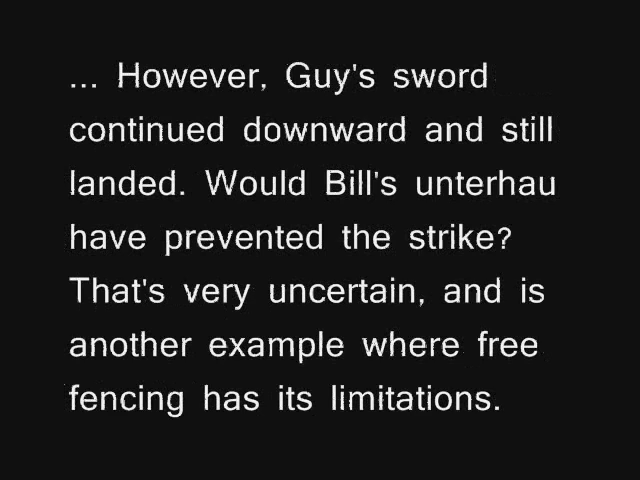 ... However, Guy's sword
continued downward and still
landed. Would Bill's unterhau
have prevented the strike?
That's very uncertain, and is
another example where free
fencing has its limitations.